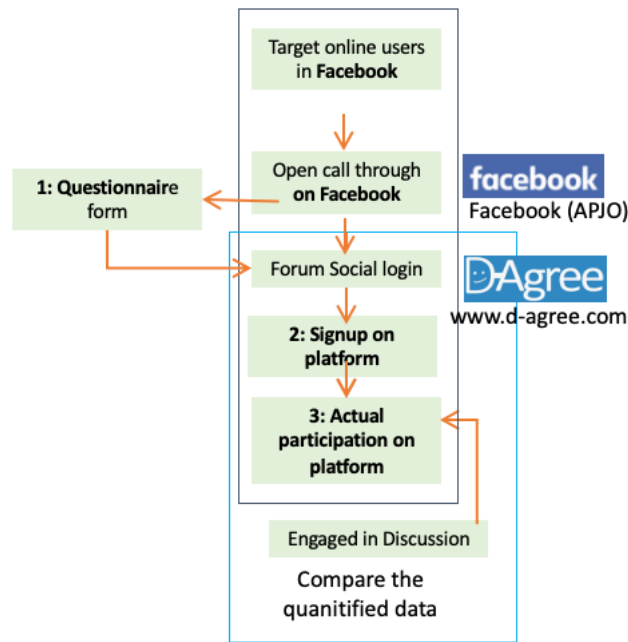 Target online users
in Facebook
Open call through
on Facebook
1: Questionnaire
form
facebook
Facebook (APJO)
Forum Social login
D-Agree
www.d-agree.com
2: Signup on
platform
3: Actual
participation on
platform
Engaged in Discussion
Compare the
quanitified data